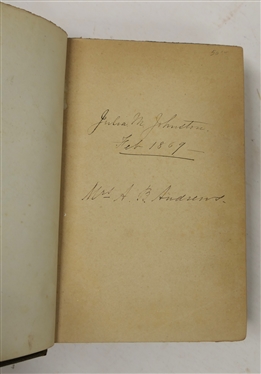 Julia M. Johnston
Feb. 1869
Mrs A B Andrews.